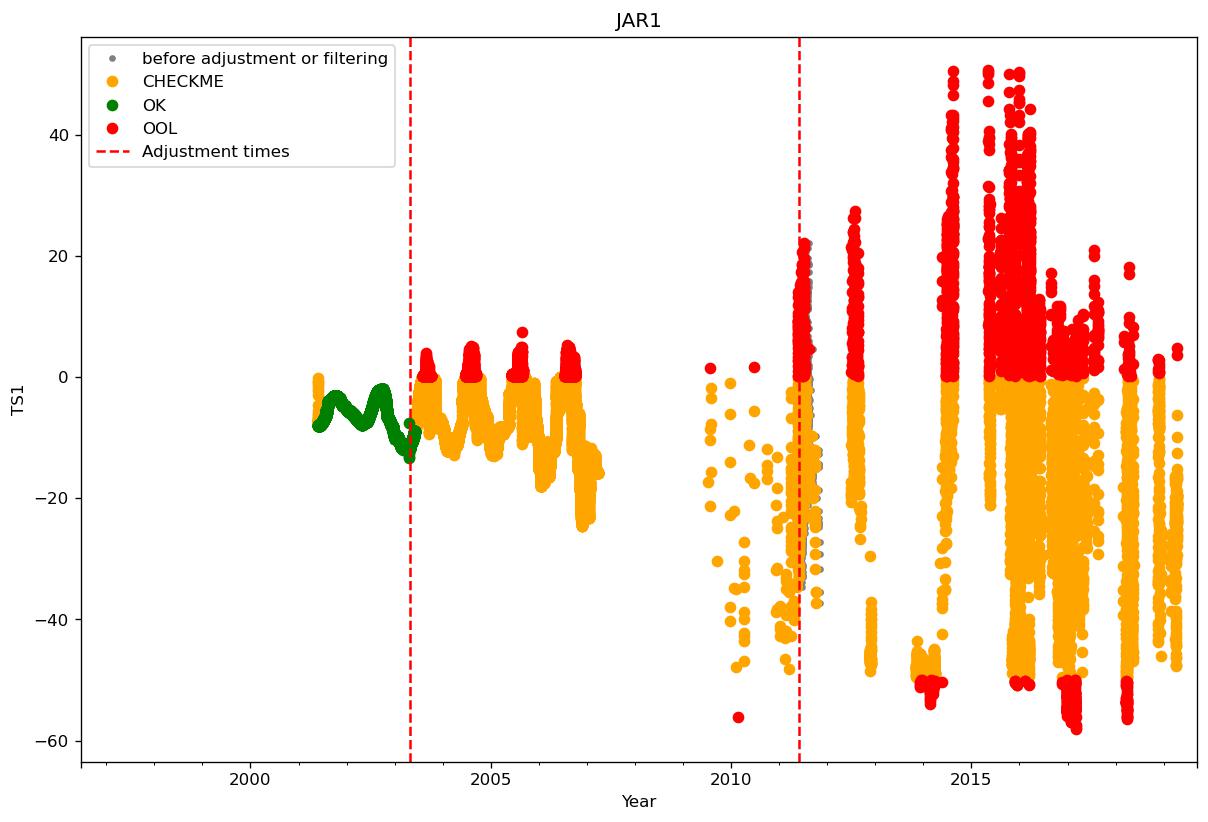 JAR1
before adjustment or filtering
CHECKME
OK
OOL
Adjustment times
40
20
0
−20
−40
−60
TS1
2000
2005
2010
2015
Year